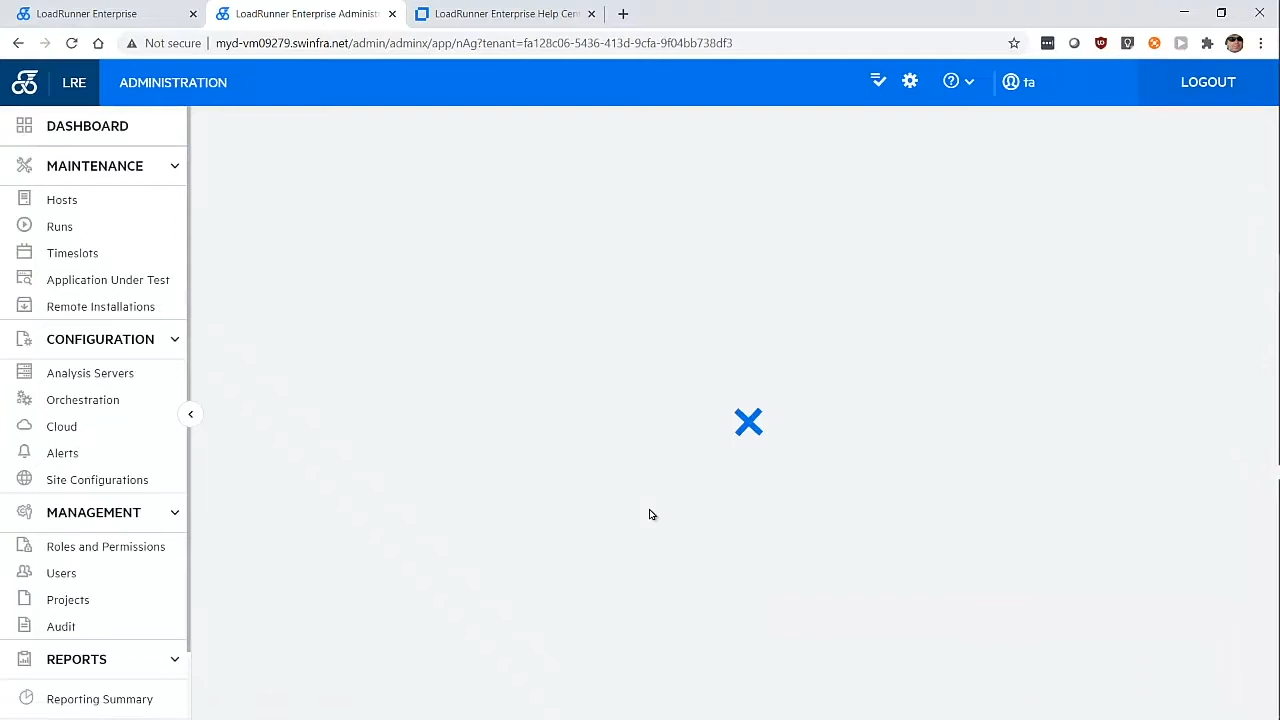 LoadRunner Enterprise
LoadRunner Enterprise Administr
LoadRunner Enterprise Help Cen
Not secure | myd-vm09279.swinfra.net/admin/adminx/app/nAg?tenant=fa128c06-5436-413d-9cfa-9f04bb738df3
LRE
ADMINISTRATION
ta
LOGOUT
DASHBOARD
MAINTENANCE
Hosts
Runs
Timeslots
Application Under Test
Remote Installations
CONFIGURATION
Analysis Servers
Orchestration
Cloud
Alerts
Site Configurations
MANAGEMENT
Roles and Permissions
Users
Projects
Audit
REPORTS
Reporting Summary